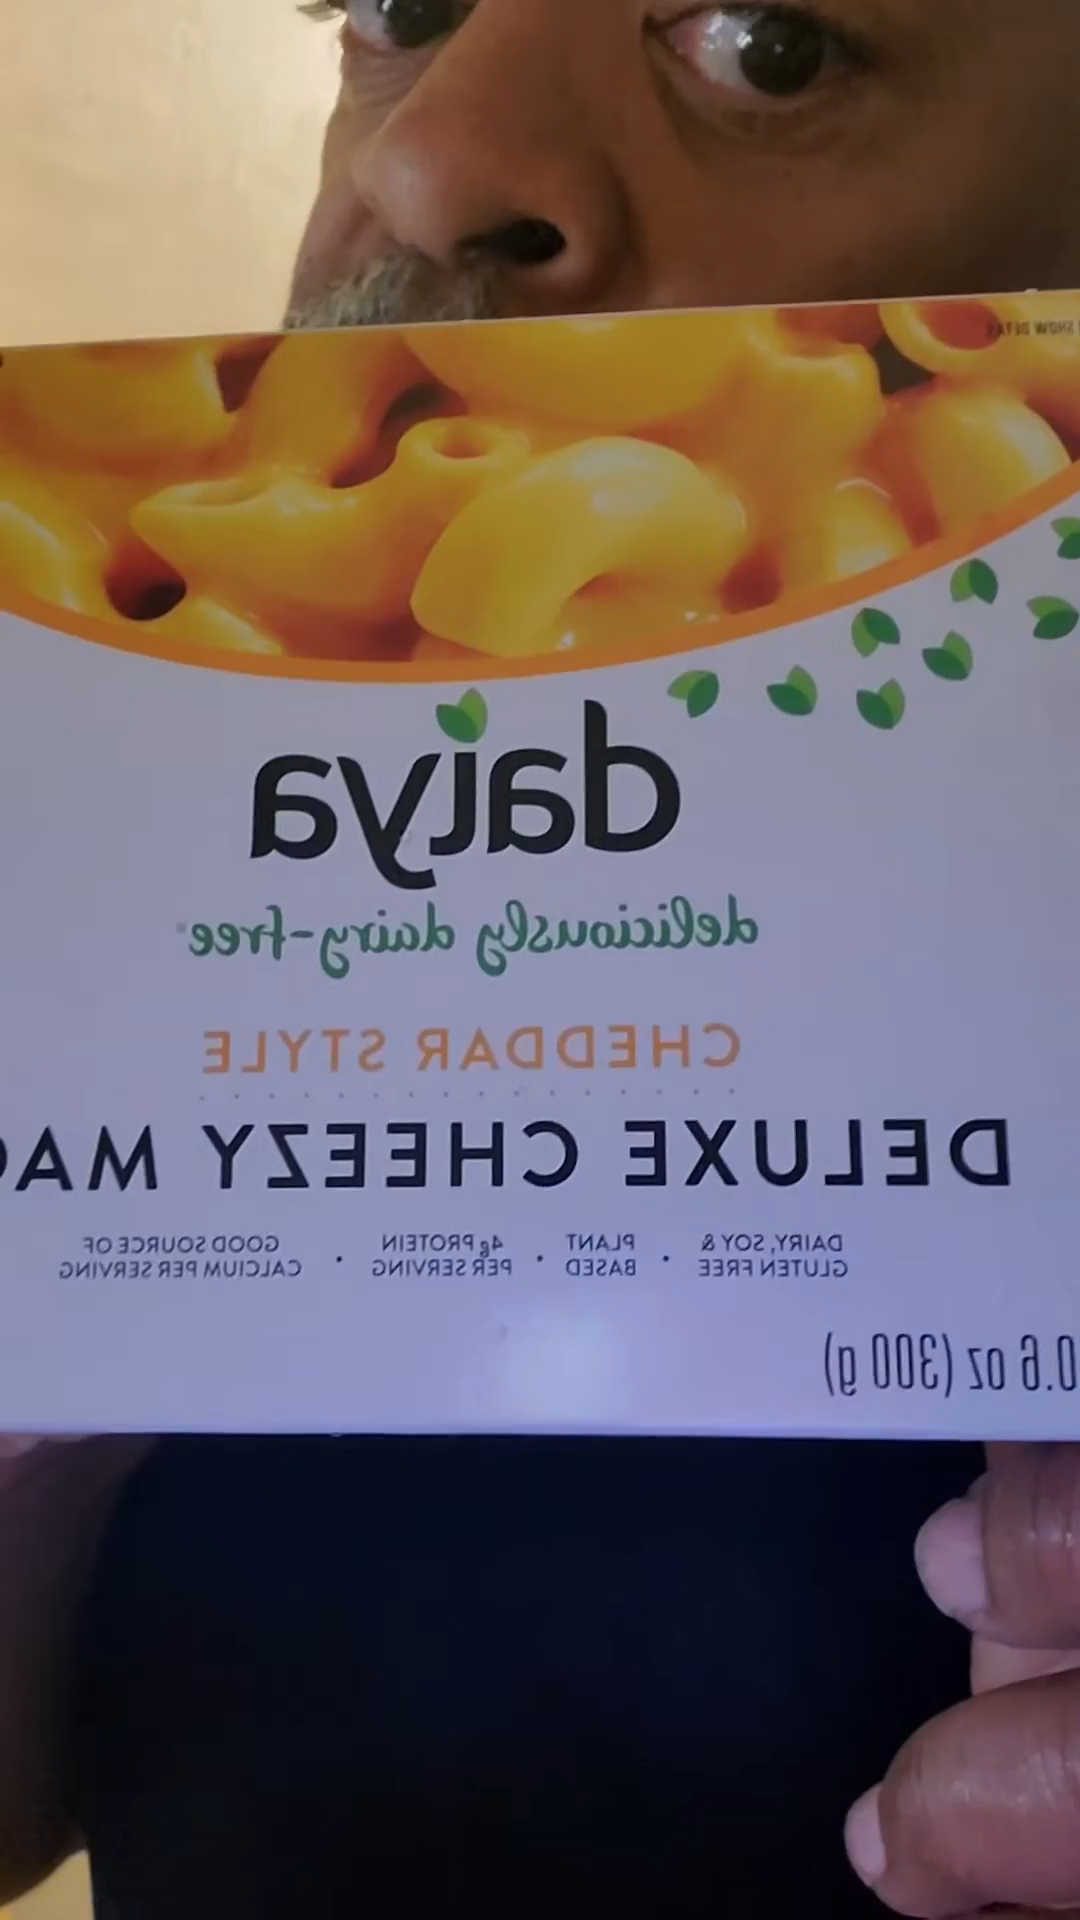 daiya
deliciously dairy-free
CHEDDAR STYLE
DELUXE CHEEZY MAC
DAIRY, SOY & GLUTEN FREE • PLANT BASED • 4g PROTEIN PER SERVING • GOOD SOURCE OF CALCIUM PER SERVING
0.6 oz (300 g)